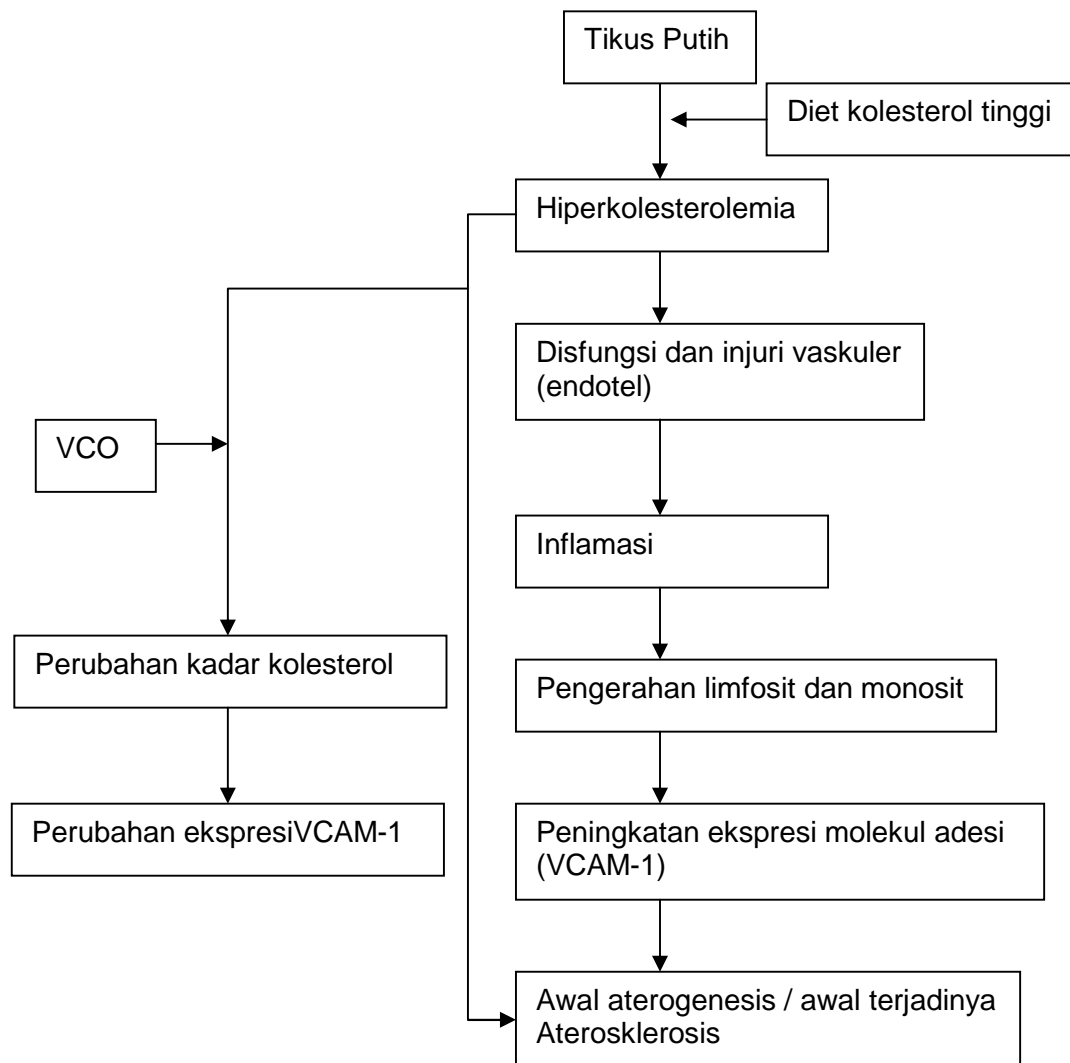 Tikus Putih
Diet kolesterol tinggi
Hiperkolesterolemia
Disfungsi dan injuri vaskuler
(endotel)
VCO
Inflamasi
Perubahan kadar kolesterol
Pengerahan limfosit dan monosit
Perubahan ekspresiVCAM-1
Peningkatan ekspresi molekul adesi
(VCAM-1)
Awal aterogenesis / awal terjadinya
Aterosklerosis